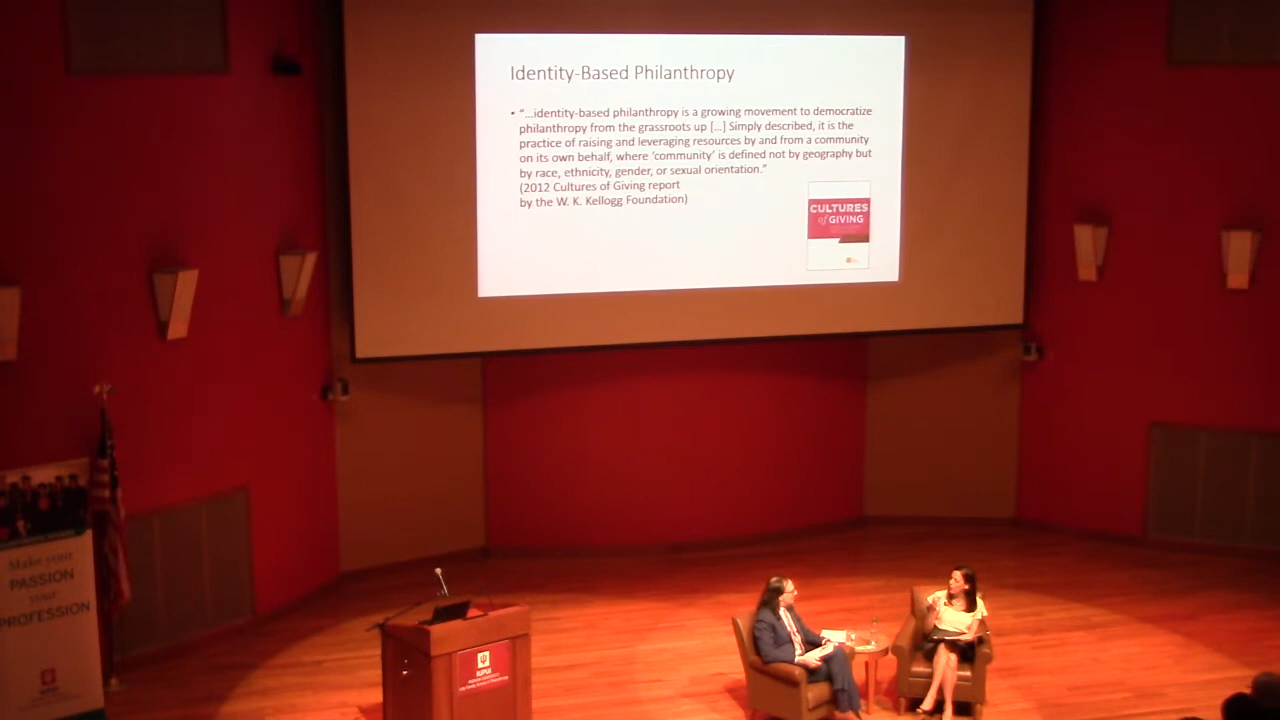 Identity-Based Philanthropy
• “...identity-based philanthropy is a growing movement to democratize
philanthropy from the grassroots up [...] Simply described, it is the
practice of raising and leveraging resources by and from a community
on its own behalf, where ‘community’ is defined not by geography but
by race, ethnicity, gender, or sexual orientation.”
(2012 Cultures of Giving report
by the W. K. Kellogg Foundation)
CULTURES
of GIVING
Make your
PASSION
your
PROFESSION
IUPUI